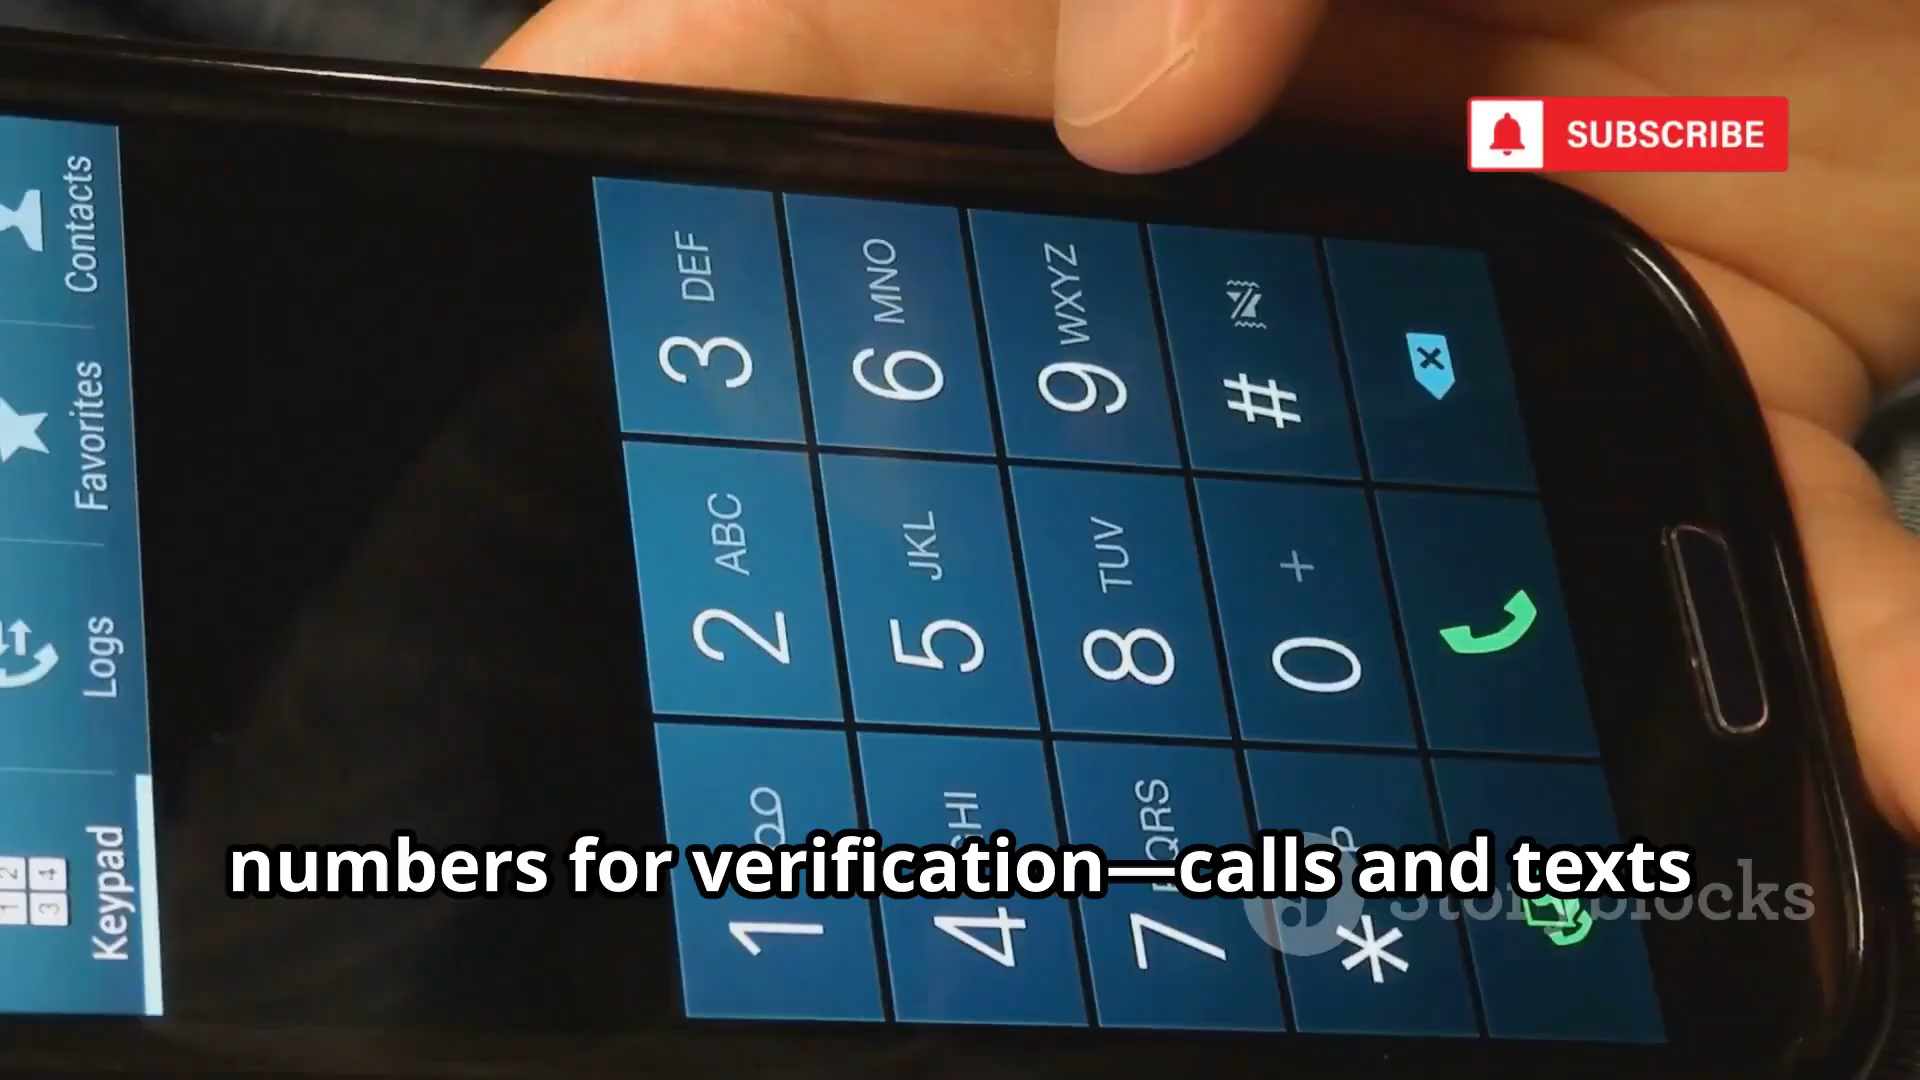 SUBSCRIBE
Contacts
Favorites
Logs
Keypad
3 DEF
6 MNO
9 WXYZ
#
2 ABC
5 JKL
8 TUV
0 +
1
4
7
*
numbers for verification—calls and texts
Storyblocks